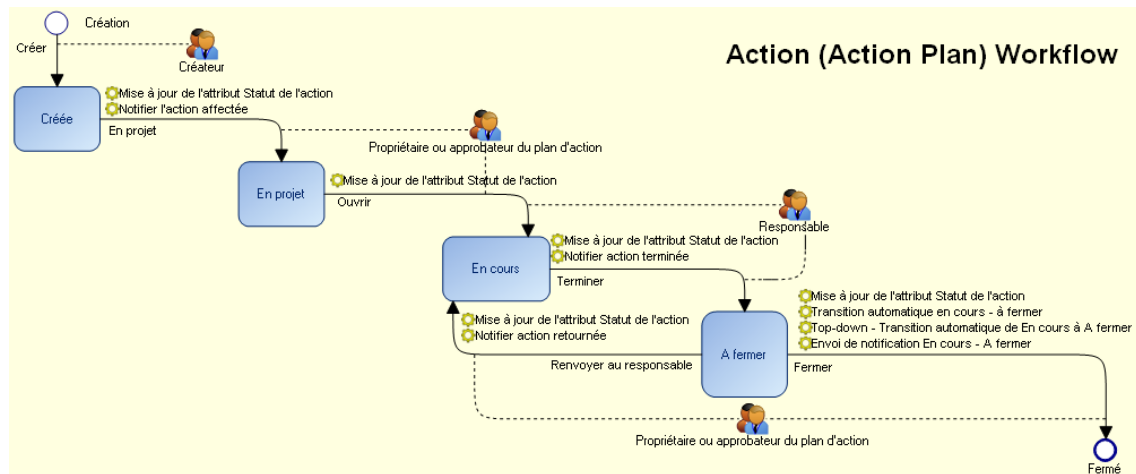 Création
Créer
Créateur
Action (Action Plan) Workflow
Créée
Mise à jour de l'attribut Statut de l'action
Notifier l'action affectée
En projet
Propriétaire ou approbateur du plan d'action
En projet
Mise à jour de l'attribut Statut de l'action
Ouvrir
Responsable
En cours
Mise à jour de l'attribut Statut de l'action
Notifier action terminée
Terminer
Mise à jour de l'attribut Statut de l'action
Notifier action retournée
Renvoyer au responsable
A fermer
Mise à jour de l'attribut Statut de l'action
Transition automatique en cours - à fermer
Top-down - Transition automatique de En cours à A fermer
Envoi de notification En cours - A fermer
Fermer
Propriétaire ou approbateur du plan d'action
Fermé